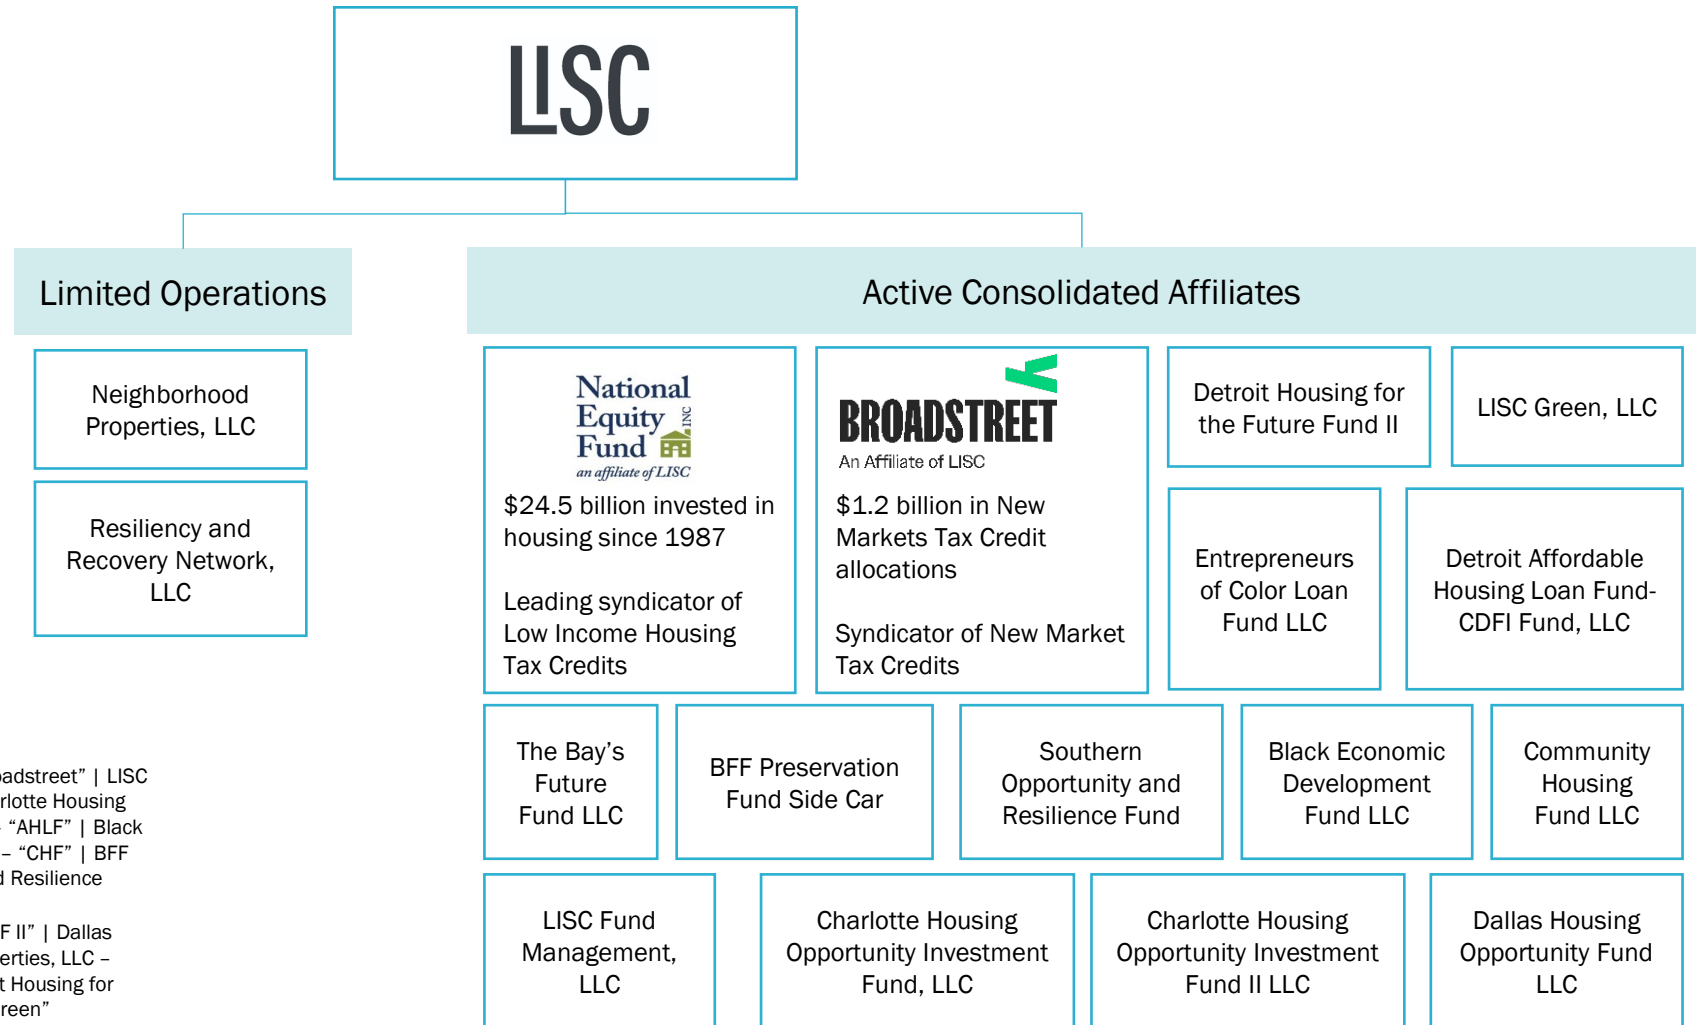 LISC
Limited Operations
Neighborhood
Properties, LLC
Resiliency and
Recovery Network,
LLC
Active Consolidated Affiliates
National
Equity
Fund INC
an affiliate of LISC
$24.5 billion invested in
housing since 1987
Leading syndicator of
Low Income Housing
Tax Credits
BROADSTREET
An Affiliate of LISC
$1.2 billion in New
Markets Tax Credit
allocations
Syndicator of New Market
Tax Credits
Detroit Housing for
the Future Fund II
LISC Green, LLC
Entrepreneurs
of Color Loan
Fund LLC
Detroit Affordable
Housing Loan Fund-
CDFI Fund, LLC
The Bay’s
Future
Fund LLC
BFF Preservation
Fund Side Car
Southern
Opportunity and
Resilience Fund
Black Economic
Development
Fund LLC
Community
Housing
Fund LLC
LISC Fund
Management,
LLC
Charlotte Housing
Opportunity Investment
Fund, LLC
Charlotte Housing
Opportunity Investment
Fund II LLC
Dallas Housing
Opportunity Fund
LLC
adstreet” | LISC
rlotte Housing
“AHLF” | Black
– “CHF” | BFF
d Resilience
F II” | Dallas
erties, LLC –
t Housing for
reen”